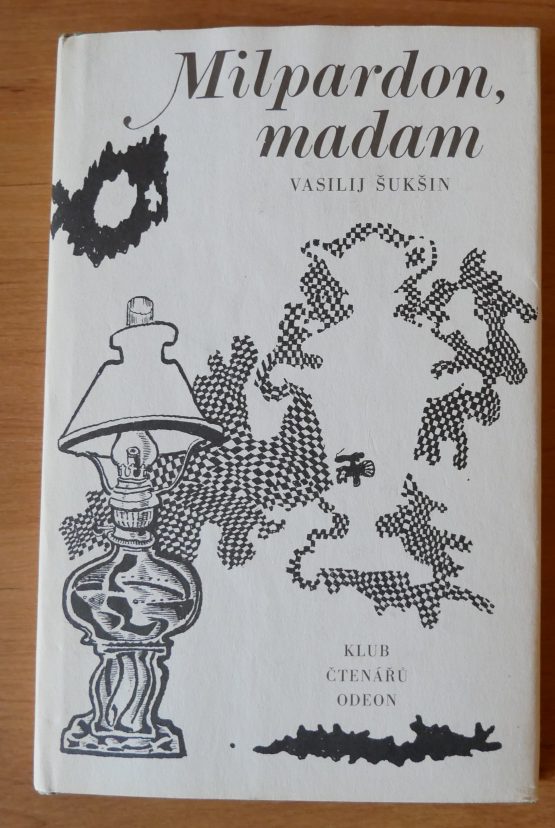 Milpardon,
madam
VASILIJ ŠUKŠIN
KLUB
ČTENÁŘŮ
ODEON